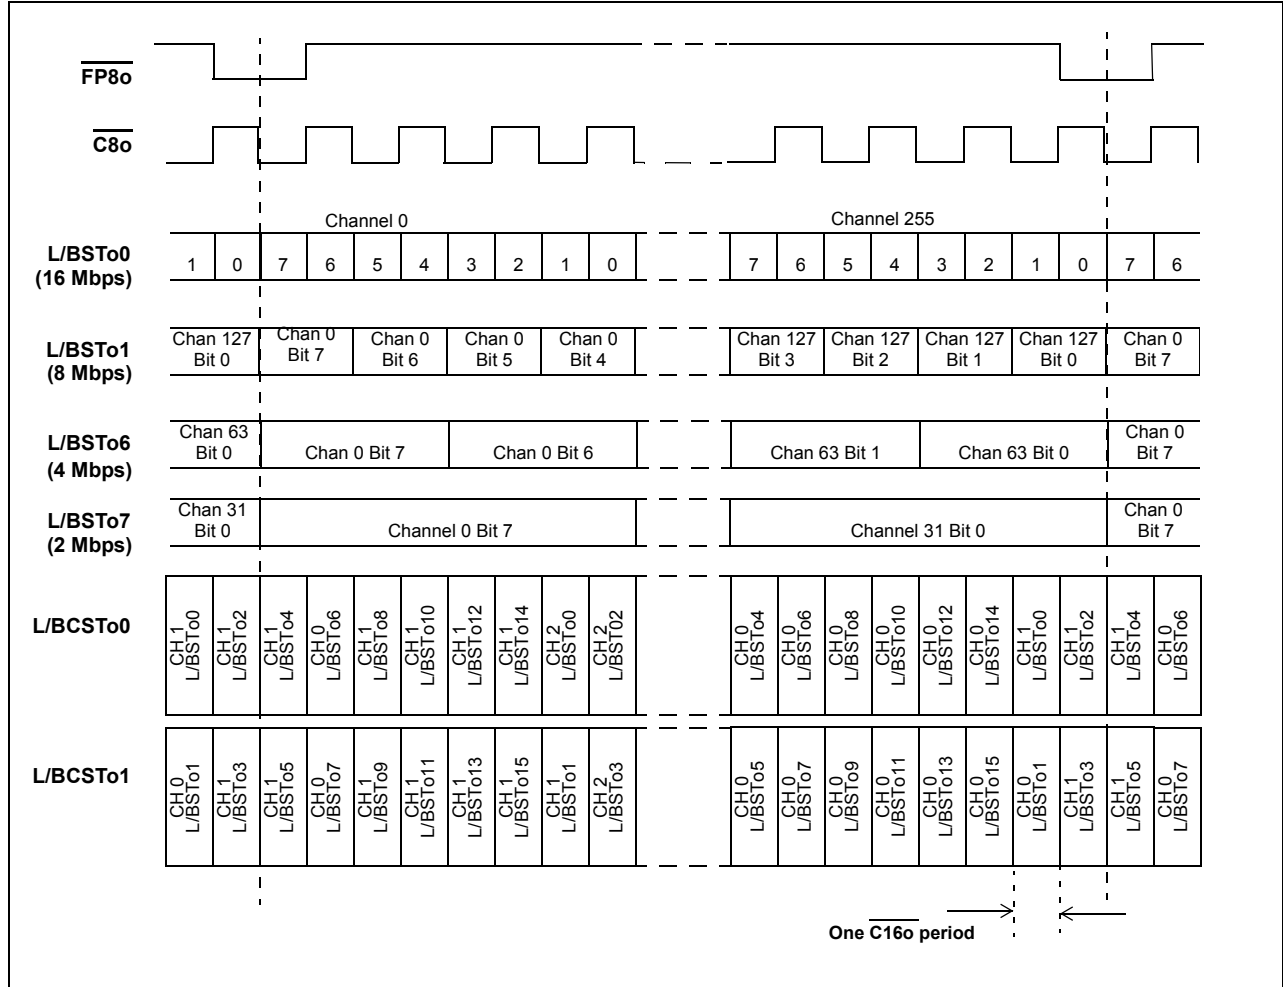 FP8o
C8o
Channel 0
Channel 255
L/BSTo0
(16 Mbps)
1 0 7 6 5 4 3 2 1 0 7 6 5 4 3 2 1 0 7 6
L/BSTo1
(8 Mbps)
Chan 127 Bit 0
Chan 0 Bit 7
Chan 0 Bit 6
Chan 0 Bit 5
Chan 0 Bit 4
Chan 127 Bit 3
Chan 127 Bit 2
Chan 127 Bit 1
Chan 127 Bit 0
Chan 0 Bit 7
L/BSTo6
(4 Mbps)
Chan 63 Bit 0
Chan 0 Bit 7
Chan 0 Bit 6
Chan 63 Bit 1
Chan 63 Bit 0
Chan 0 Bit 7
L/BSTo7
(2 Mbps)
Chan 31 Bit 0
Channel 0 Bit 7
Channel 31 Bit 0
Chan 0 Bit 7
L/BCSTo0
CH 1 L/BSTo0
CH 1 L/BSTo2
CH 1 L/BSTo4
CH 0 L/BSTo6
CH 1 L/BSTo8
CH 1 L/BSTo10
CH 1 L/BSTo12
CH 1 L/BSTo14
CH 2 L/BSTo0
CH 2 L/BST02
CH 0 L/BSTo4
CH 0 L/BSTo6
CH 0 L/BSTo8
CH 0 L/BSTo10
CH 0 L/BSTo12
CH 0 L/BSTo14
CH 1 L/BSTo0
CH 1 L/BSTo2
CH 1 L/BSTo4
CH 0 L/BSTo6
L/BCSTo1
CH 0 L/BSTo1
CH 1 L/BSTo3
CH 1 L/BSTo5
CH 0 L/BSTo7
CH 1 L/BSTo9
CH 1 L/BSTo11
CH 1 L/BSTo13
CH 1 L/BSTo15
CH 1 L/BSTo1
CH 2 L/BSTo3
CH 0 L/BSTo5
CH 0 L/BSTo7
CH 0 L/BSTo9
CH 0 L/BSTo11
CH 0 L/BSTo13
CH 0 L/BSTo15
CH 0 L/BSTo1
CH 1 L/BSTo3
CH 1 L/BSTo5
CH 0 L/BSTo7
One C16o period